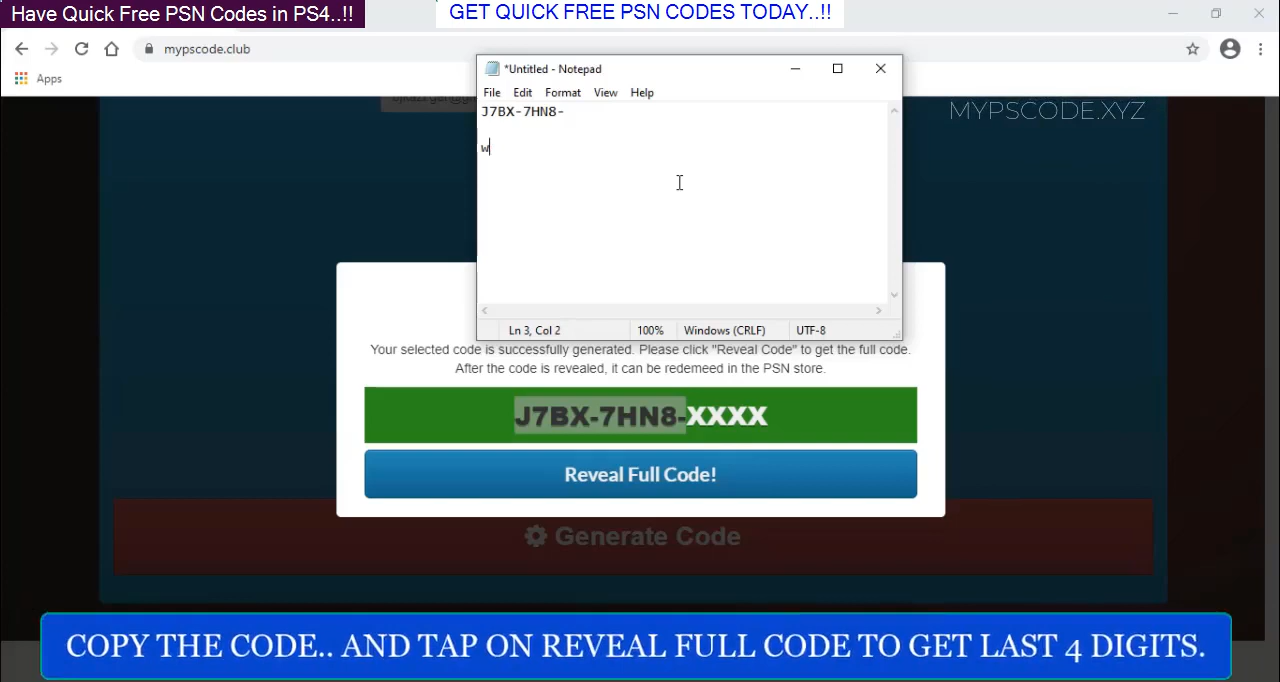 Have Quick Free PSN Codes in PS4..!!
GET QUICK FREE PSN CODES TODAY..!!
mypscode.club
Apps
*Untitled - Notepad
File Edit Format View Help
J7BX-7HN8-
w
MYPSCODE.XYZ
Ln 3, Col 2 100% Windows (CRLF) UTF-8
Your selected code is successfully generated. Please click "Reveal Code" to get the full code.
After the code is revealed, it can be redemeed in the PSN store.
J7BX-7HN8-XXXX
Reveal Full Code!
Generate Code
COPY THE CODE.. AND TAP ON REVEAL FULL CODE TO GET LAST 4 DIGITS.